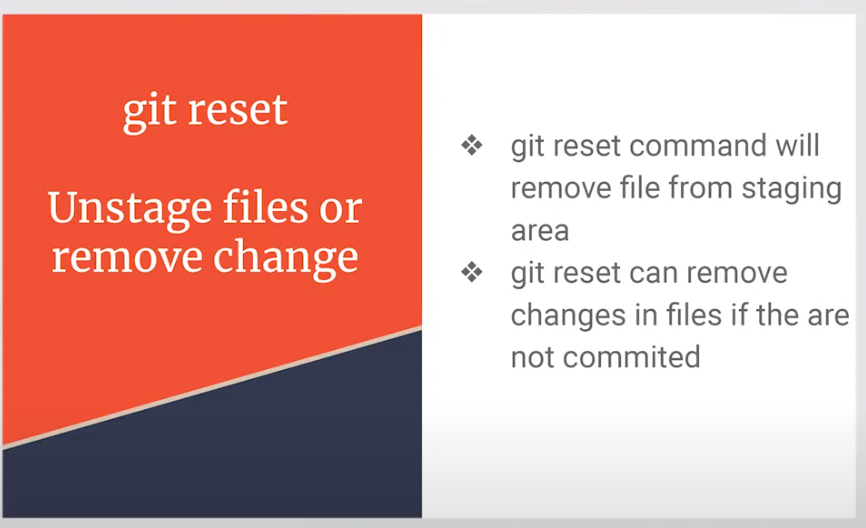 git reset
Unstage files or
remove change
❖ git reset command will
remove file from staging
area
❖ git reset can remove
changes in files if the are
not commited